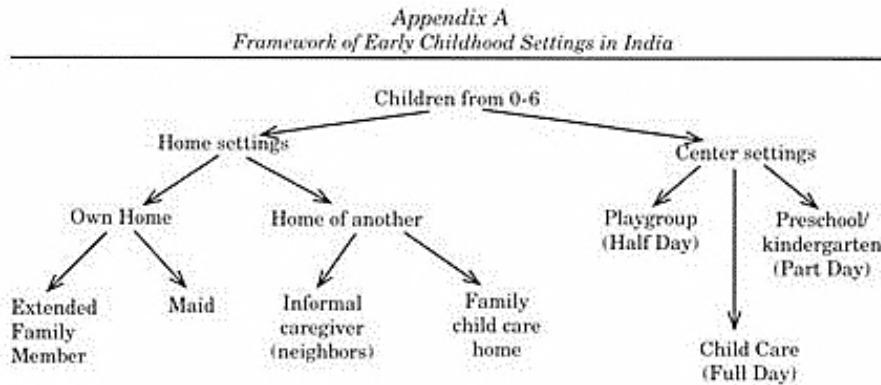 Appendix A
Framework of Early Childhood Settings in India
Children from 0-6
Home settings
Center settings
Own Home
Home of another
Playgroup
(Half Day)
Preschool/
kindergarten
(Part Day)
Extended
Family
Member
Maid
Informal
caregiver
(neighbors)
Family
child care
home
Child Care
(Full Day)